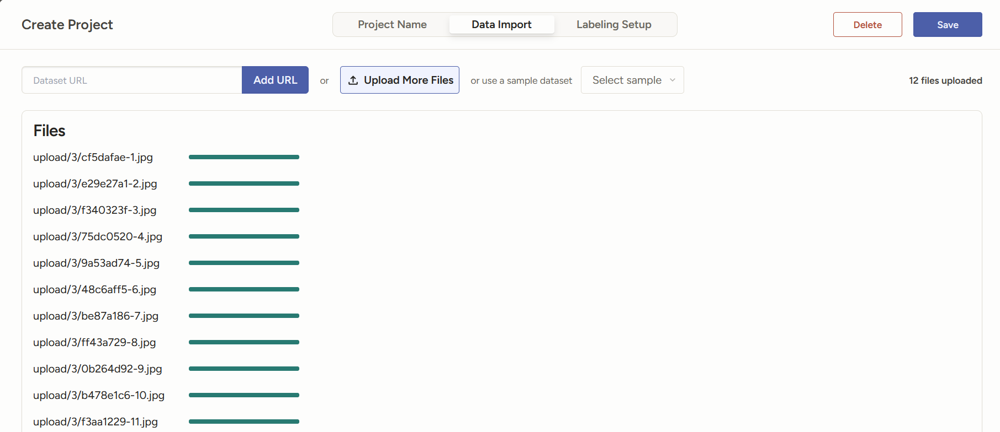 Create Project
Project Name
Data Import
Labeling Setup
Delete
Save
Dataset URL
Add URL
or
Upload More Files
or use a sample dataset
Select sample
12 files uploaded
Files
upload/3/cf5dafae-1.jpg
upload/3/e29e27a1-2.jpg
upload/3/f340323f-3.jpg
upload/3/75dc0520-4.jpg
upload/3/9a53ad74-5.jpg
upload/3/48c6aff5-6.jpg
upload/3/be87a186-7.jpg
upload/3/ff43a729-8.jpg
upload/3/0b264d92-9.jpg
upload/3/b478e1c6-10.jpg
upload/3/f3aa1229-11.jpg